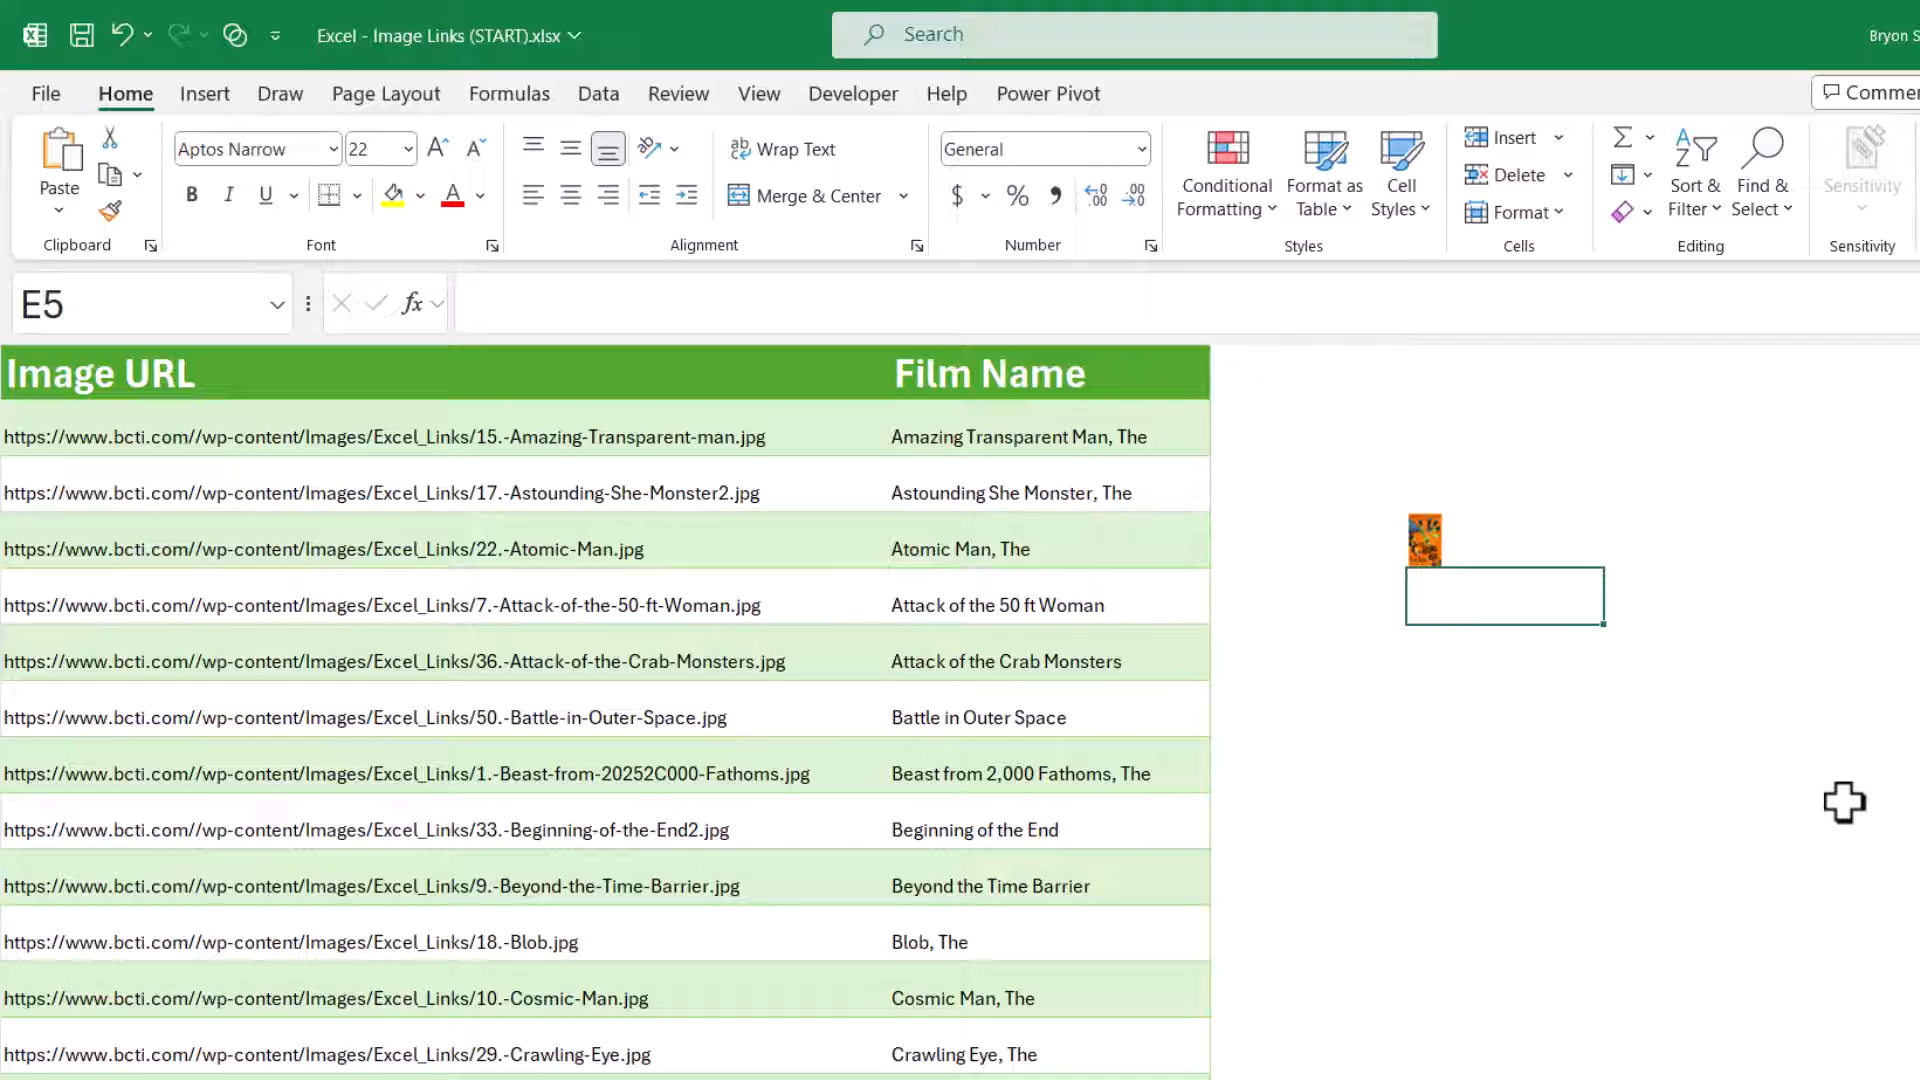 Excel - Image Links (START).xlsx
Search
Bryon S
File Home Insert Draw Page Layout Formulas Data Review View Developer Help Power Pivot
Commen
Paste
Clipboard
Aptos Narrow 22
B I U
Font
Wrap Text
Merge & Center
Alignment
General
$ % 9
Number
Conditional Formatting
Format as Table
Cell Styles
Styles
Insert
Delete
Format
Cells
Sort & Filter
Find & Select
Editing
Sensitivity
Sensitivity
E5
fx
Image URL Film Name
https://www.bcti.com//wp-content/Images/Excel_Links/15.-Amazing-Transparent-man.jpg Amazing Transparent Man, The
https://www.bcti.com//wp-content/Images/Excel_Links/17.-Astounding-She-Monster2.jpg Astounding She Monster, The
https://www.bcti.com//wp-content/Images/Excel_Links/22.-Atomic-Man.jpg Atomic Man, The
https://www.bcti.com//wp-content/Images/Excel_Links/7.-Attack-of-the-50-ft-Woman.jpg Attack of the 50 ft Woman
https://www.bcti.com//wp-content/Images/Excel_Links/36.-Attack-of-the-Crab-Monsters.jpg Attack of the Crab Monsters
https://www.bcti.com//wp-content/Images/Excel_Links/50.-Battle-in-Outer-Space.jpg Battle in Outer Space
https://www.bcti.com//wp-content/Images/Excel_Links/1.-Beast-from-20252C000-Fathoms.jpg Beast from 2,000 Fathoms, The
https://www.bcti.com//wp-content/Images/Excel_Links/33.-Beginning-of-the-End2.jpg Beginning of the End
https://www.bcti.com//wp-content/Images/Excel_Links/9.-Beyond-the-Time-Barrier.jpg Beyond the Time Barrier
https://www.bcti.com//wp-content/Images/Excel_Links/18.-Blob.jpg Blob, The
https://www.bcti.com//wp-content/Images/Excel_Links/10.-Cosmic-Man.jpg Cosmic Man, The
https://www.bcti.com//wp-content/Images/Excel_Links/29.-Crawling-Eye.jpg Crawling Eye, The